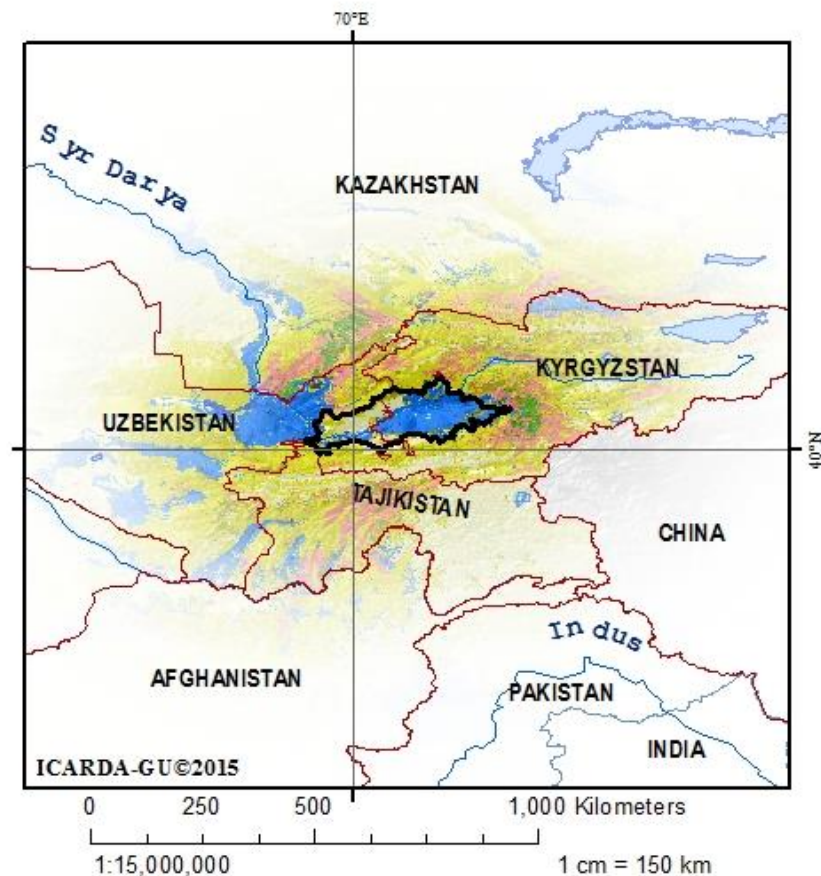 70°E
Syr Darya
KAZAKHSTAN
KYRGYZSTAN
UZBEKISTAN
40°N
TAJIKISTAN
CHINA
Indus
AFGHANISTAN
PAKISTAN
INDIA
ICARDA-GU©2015
0 250 500 1,000 Kilometers
1:15,000,000 1 cm = 150 km